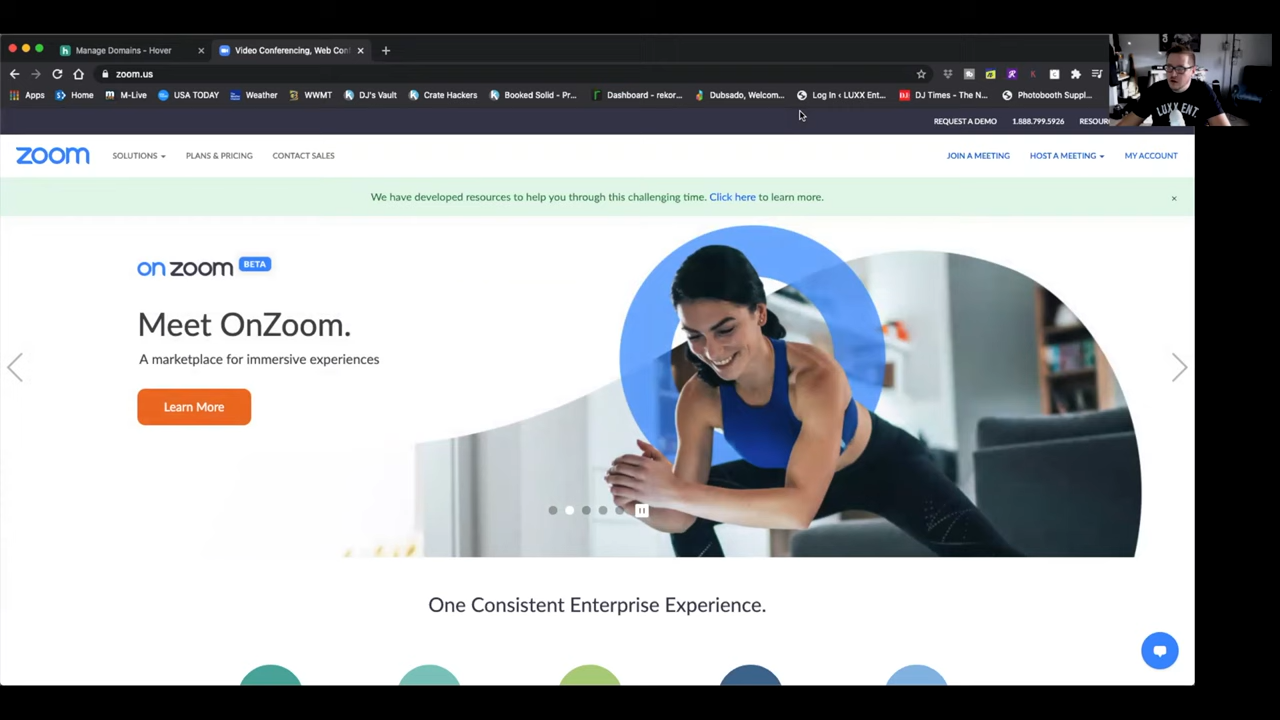 Manage Domains - Hover
Video Conferencing, Web Con
zoom.us
Apps Home M-Live USA TODAY Weather WWMT DJ's Vault Crate Hackers Booked Solid - Pr... Dashboard - rekor... Dubsado, Welcom... Log In ‹ LUXX Ent... DJ Times - The N... Photobooth Suppl...
REQUEST A DEMO 1.888.799.5926 RESOUR
LUXX ENT.
zoom SOLUTIONS PLANS & PRICING CONTACT SALES JOIN A MEETING HOST A MEETING MY ACCOUNT
We have developed resources to help you through this challenging time. Click here to learn more. ×
on zoom BETA
Meet OnZoom.
A marketplace for immersive experiences
Learn More
One Consistent Enterprise Experience.